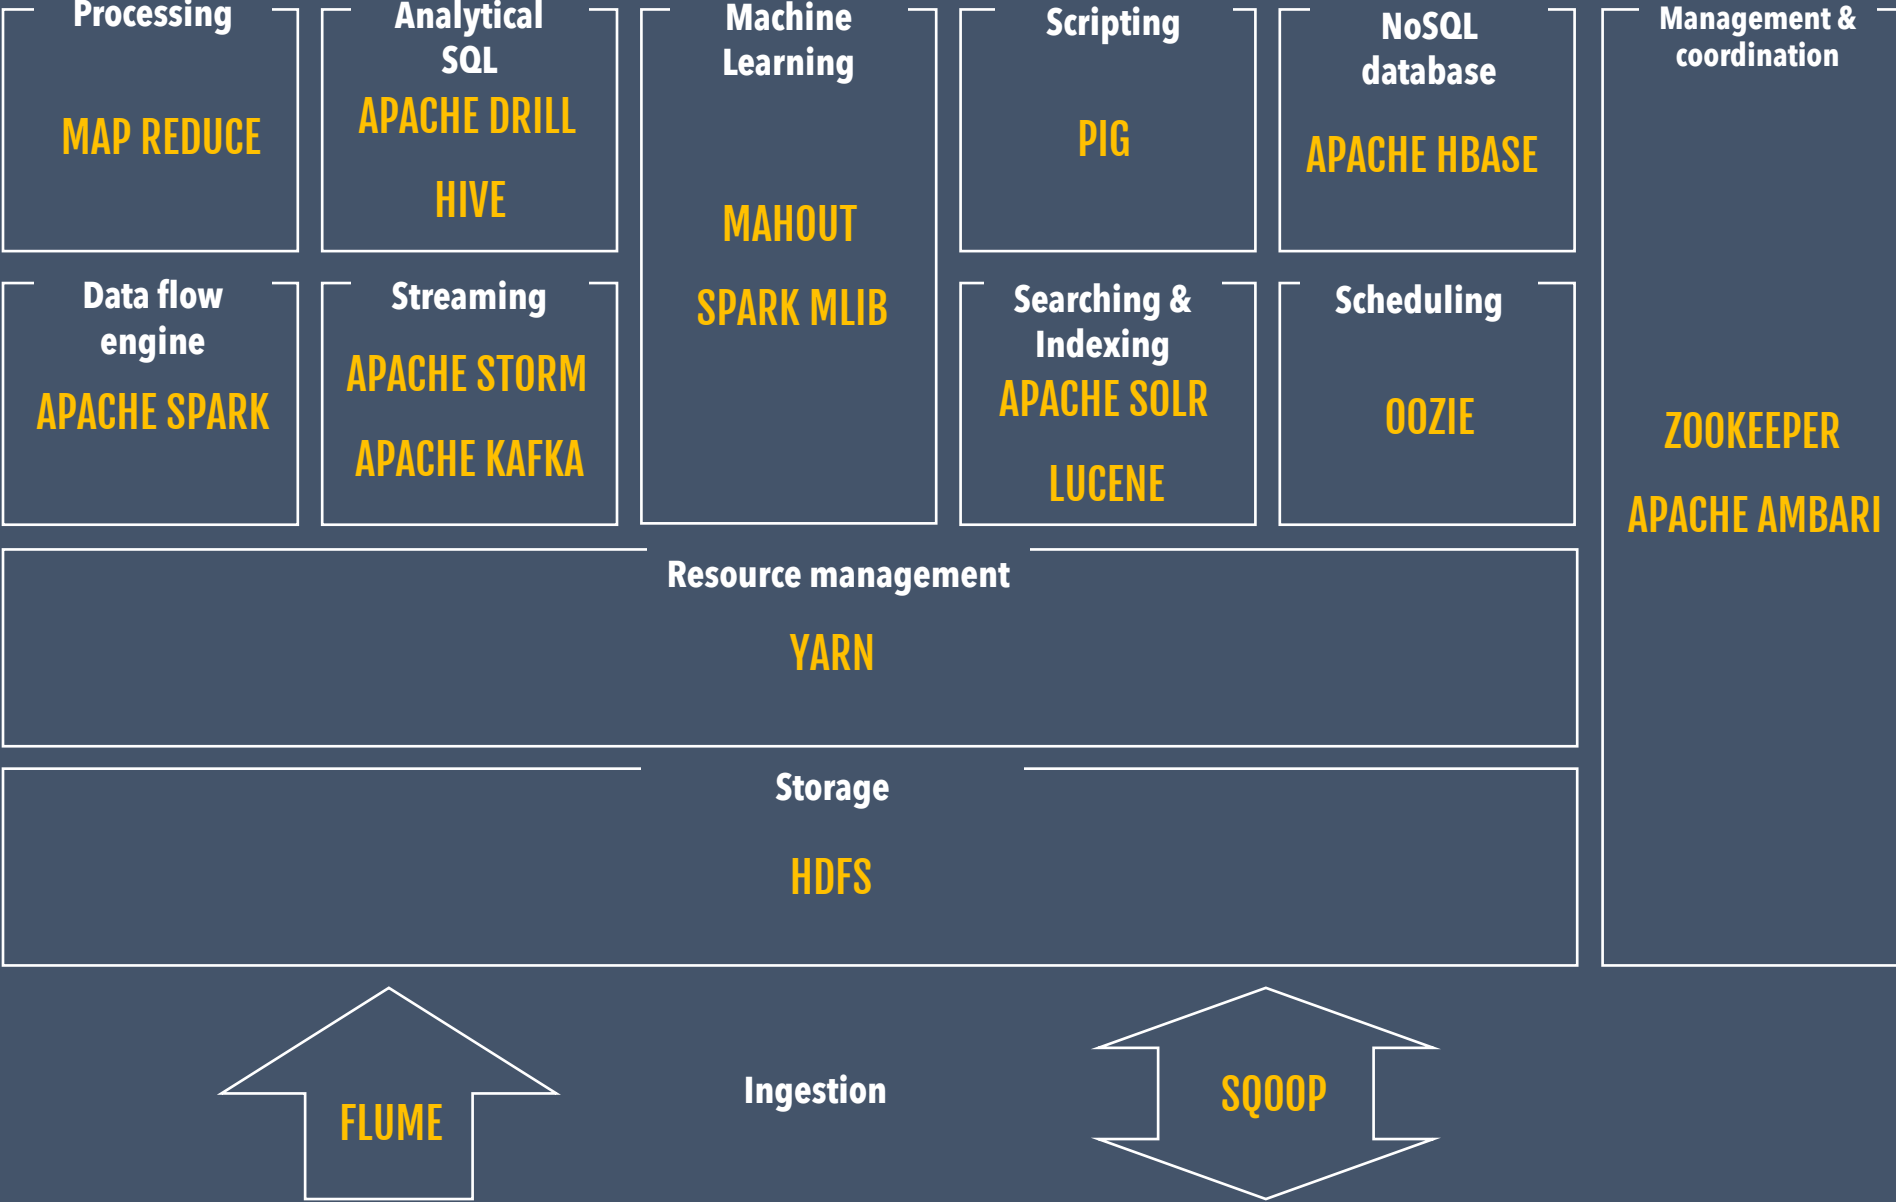 Processing
MAP REDUCE
Analytical
SQL
APACHE DRILL
HIVE
Machine
Learning
MAHOUT
SPARK MLIB
Scripting
PIG
NoSQL
database
APACHE HBASE
Management &
coordination
ZOOKEEPER
APACHE AMBARI
Data flow
engine
APACHE SPARK
Streaming
APACHE STORM
APACHE KAFKA
Searching &
Indexing
APACHE SOLR
LUCENE
Scheduling
OOZIE
Resource management
YARN
Storage
HDFS
FLUME
Ingestion
SQOOP